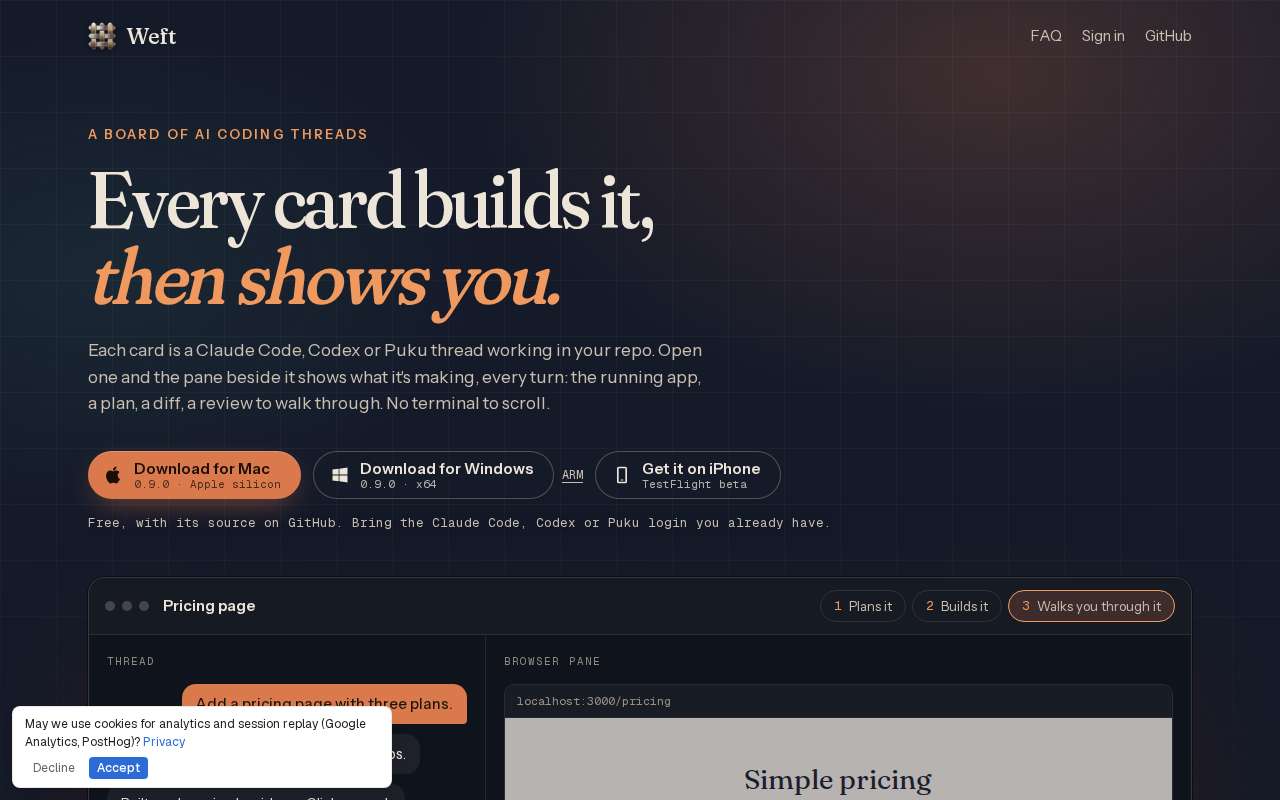 Weft
FAQ
Sign in
GitHub
A BOARD OF AI CODING THREADS
Every card builds it,
then shows you.
Each card is a Claude Code, Codex or Puku thread working in your repo. Open
one and the pane beside it shows what it's making, every turn: the running app,
a plan, a diff, a review to walk through. No terminal to scroll.
Download for Mac
0.9.0 · Apple silicon
Download for Windows
0.9.0 · x64
ARM
Get it on iPhone
TestFlight beta
Free, with its source on GitHub. Bring the Claude Code, Codex or Puku login you already have.
Pricing page
1 Plans it
2 Builds it
3 Walks you through it
THREAD
BROWSER PANE
Add a pricing page with three plans.
localhost:3000/pricing
Simple pricing
May we use cookies for analytics and session replay (Google
Analytics, PostHog)? Privacy
Decline
Accept